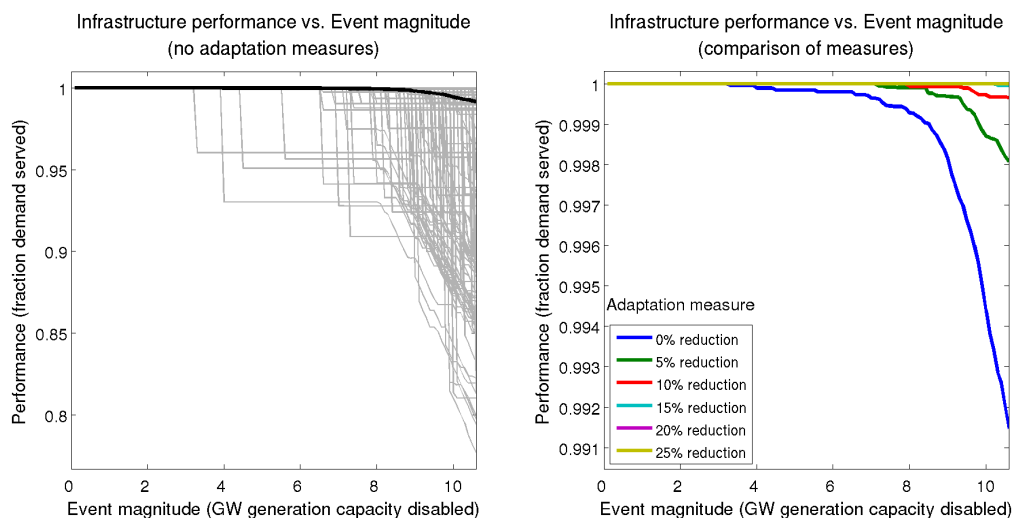 Infrastructure performance vs. Event magnitude
(no adaptation measures)
1
0.95
0.9
0.85
0.8
0
2
4
6
8
10
Performance (fraction demand served)
Event magnitude (GW generation capacity disabled)
Infrastructure performance vs. Event magnitude
(comparison of measures)
1
0.999
0.998
0.997
0.996
0.995
0.994
0.993
0.992
0.991
0
2
4
6
8
10
Performance (fraction demand served)
Event magnitude (GW generation capacity disabled)
Adaptation measure
0% reduction
5% reduction
10% reduction
15% reduction
20% reduction
25% reduction